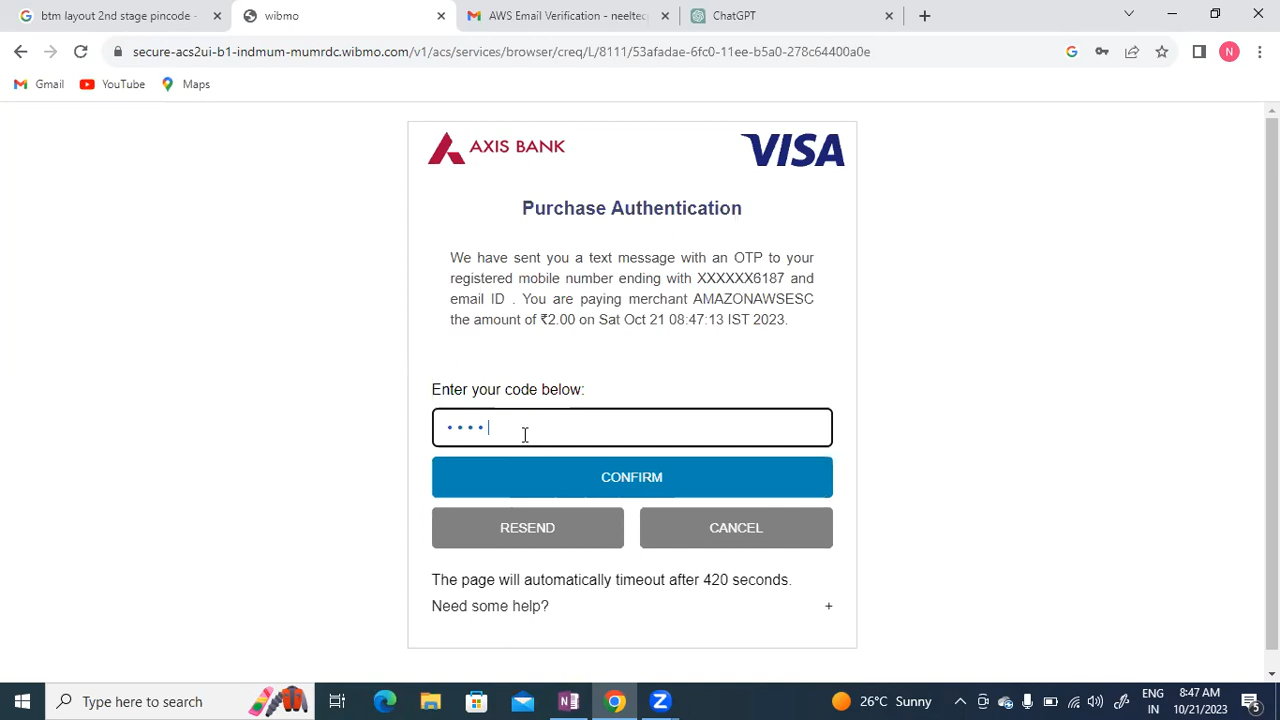 btm layout 2nd stage pincode -
wibmo
AWS Email Verification - neeltec
ChatGPT
secure-acs2ui-b1-indmum-mumrdc.wibmo.com/v1/acs/services/browser/creq/L/8111/53afadae-6fc0-11ee-b5a0-278c64400a0e
N
Gmail
YouTube
Maps
AXIS BANK
VISA
Purchase Authentication
We have sent you a text message with an OTP to your
registered mobile number ending with XXXXXX6187 and
email ID . You are paying merchant AMAZONAWSESC
the amount of ₹2.00 on Sat Oct 21 08:47:13 IST 2023.
Enter your code below:
••••
CONFIRM
RESEND
CANCEL
The page will automatically timeout after 420 seconds.
Need some help?
+
Type here to search
26°C Sunny
ENG
IN
8:47 AM
10/21/2023
5